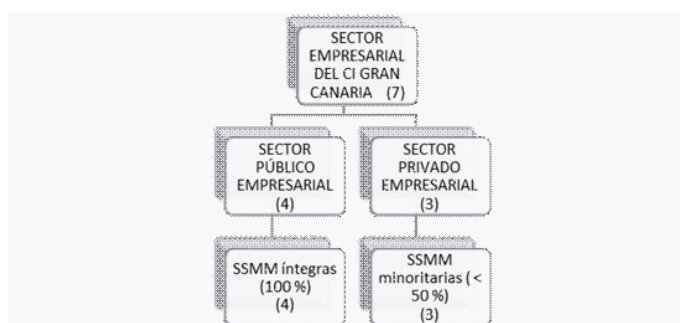 SECTOR
EMPRESARIAL
DEL CI GRAN
CANARIA (7)
SECTOR
PÚBLICO
EMPRESARIAL
(4)
SECTOR
PRIVADO
EMPRESARIAL
(3)
SSMM íntegras
(100 %)
(4)
SSMM
minoritarias ( <
50 %)
(3)